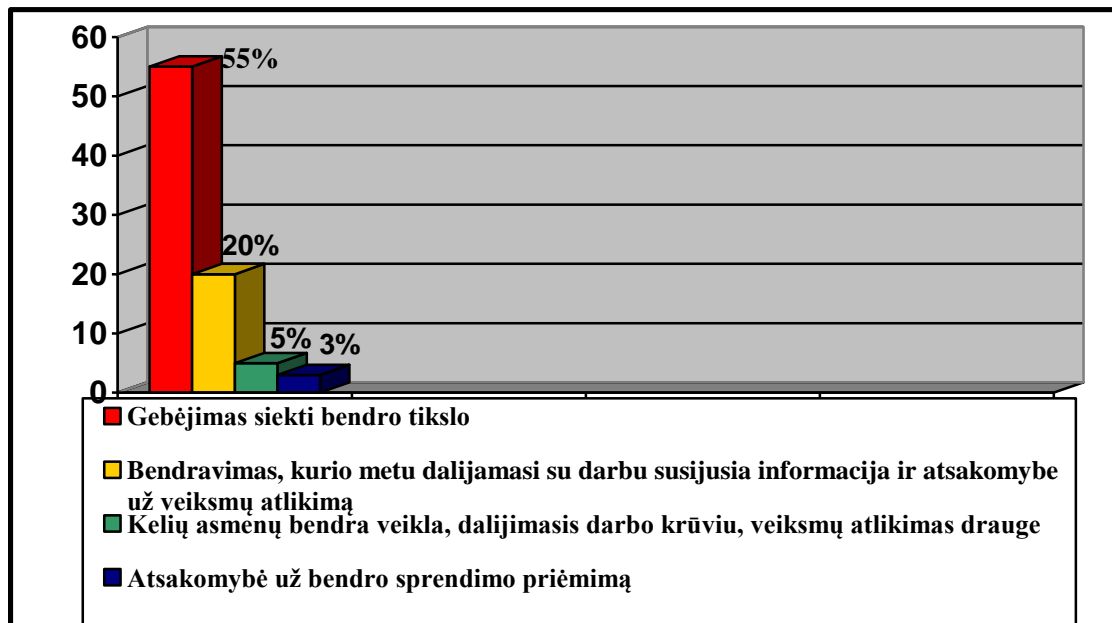 60
55%
50
40
30
20%
20
10
5%
3%
0
Gebėjimas siekti bendro tikslo
Bendravimas, kurio metu dalijamasi su darbu susijusia informacija ir atsakomybe
už veiksmų atlikimą
Kelių asmenų bendra veikla, dalijimasis darbo krūviu, veiksmų atlikimas drauge
Atsakomybė už bendro sprendimo priėmimą